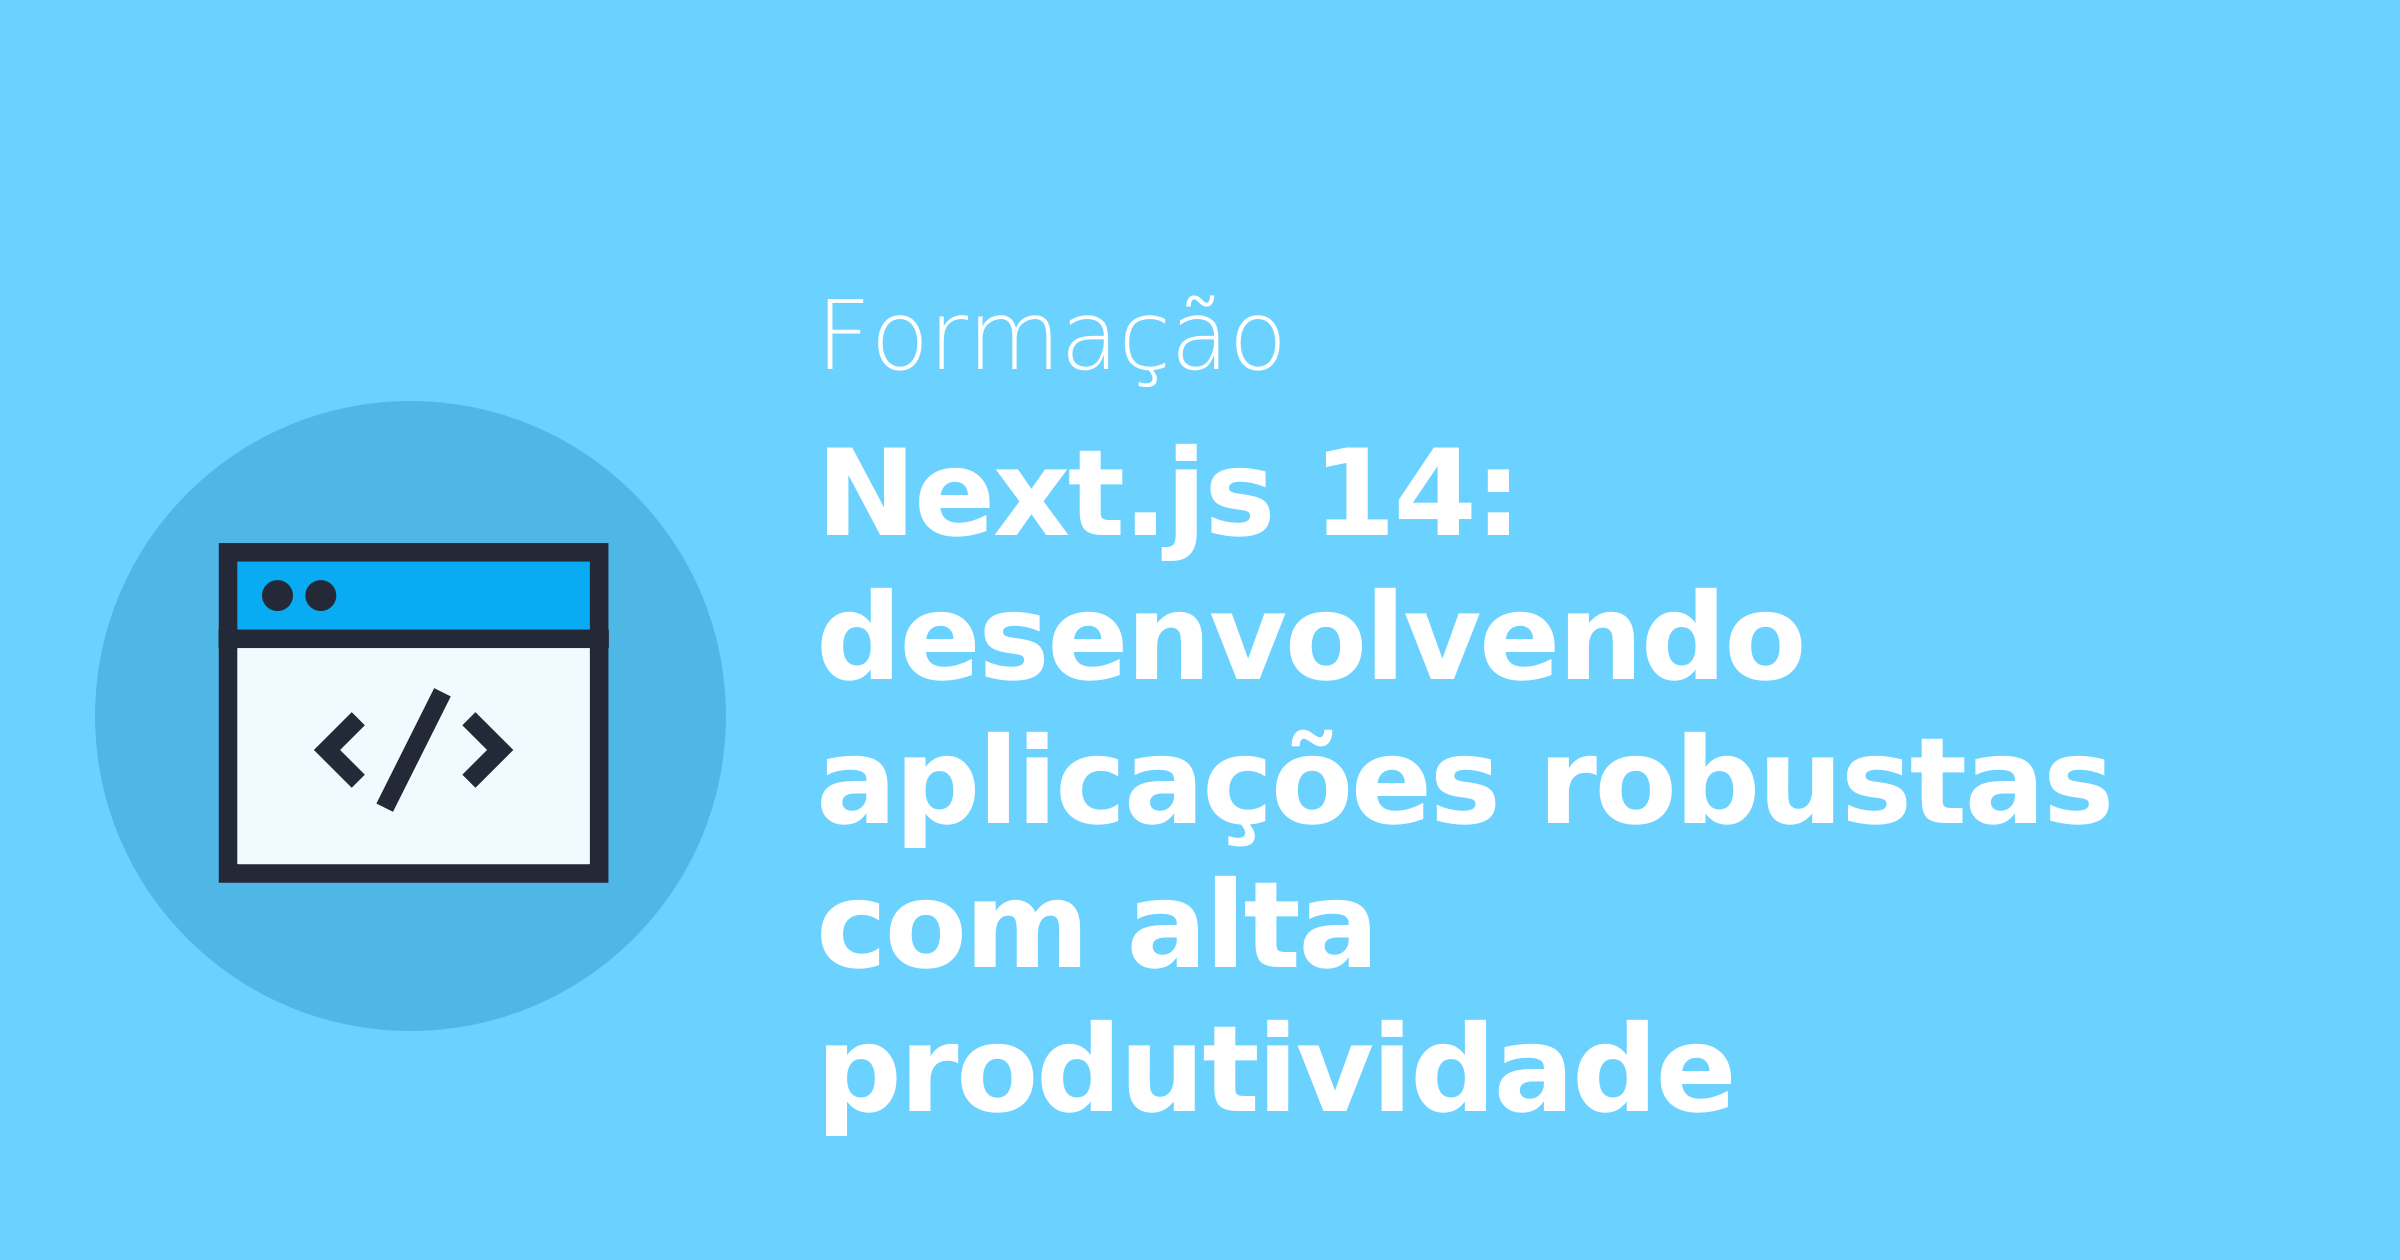 Formação
Next.js 14:
desenvolvendo
aplicações robustas
com alta
produtividade